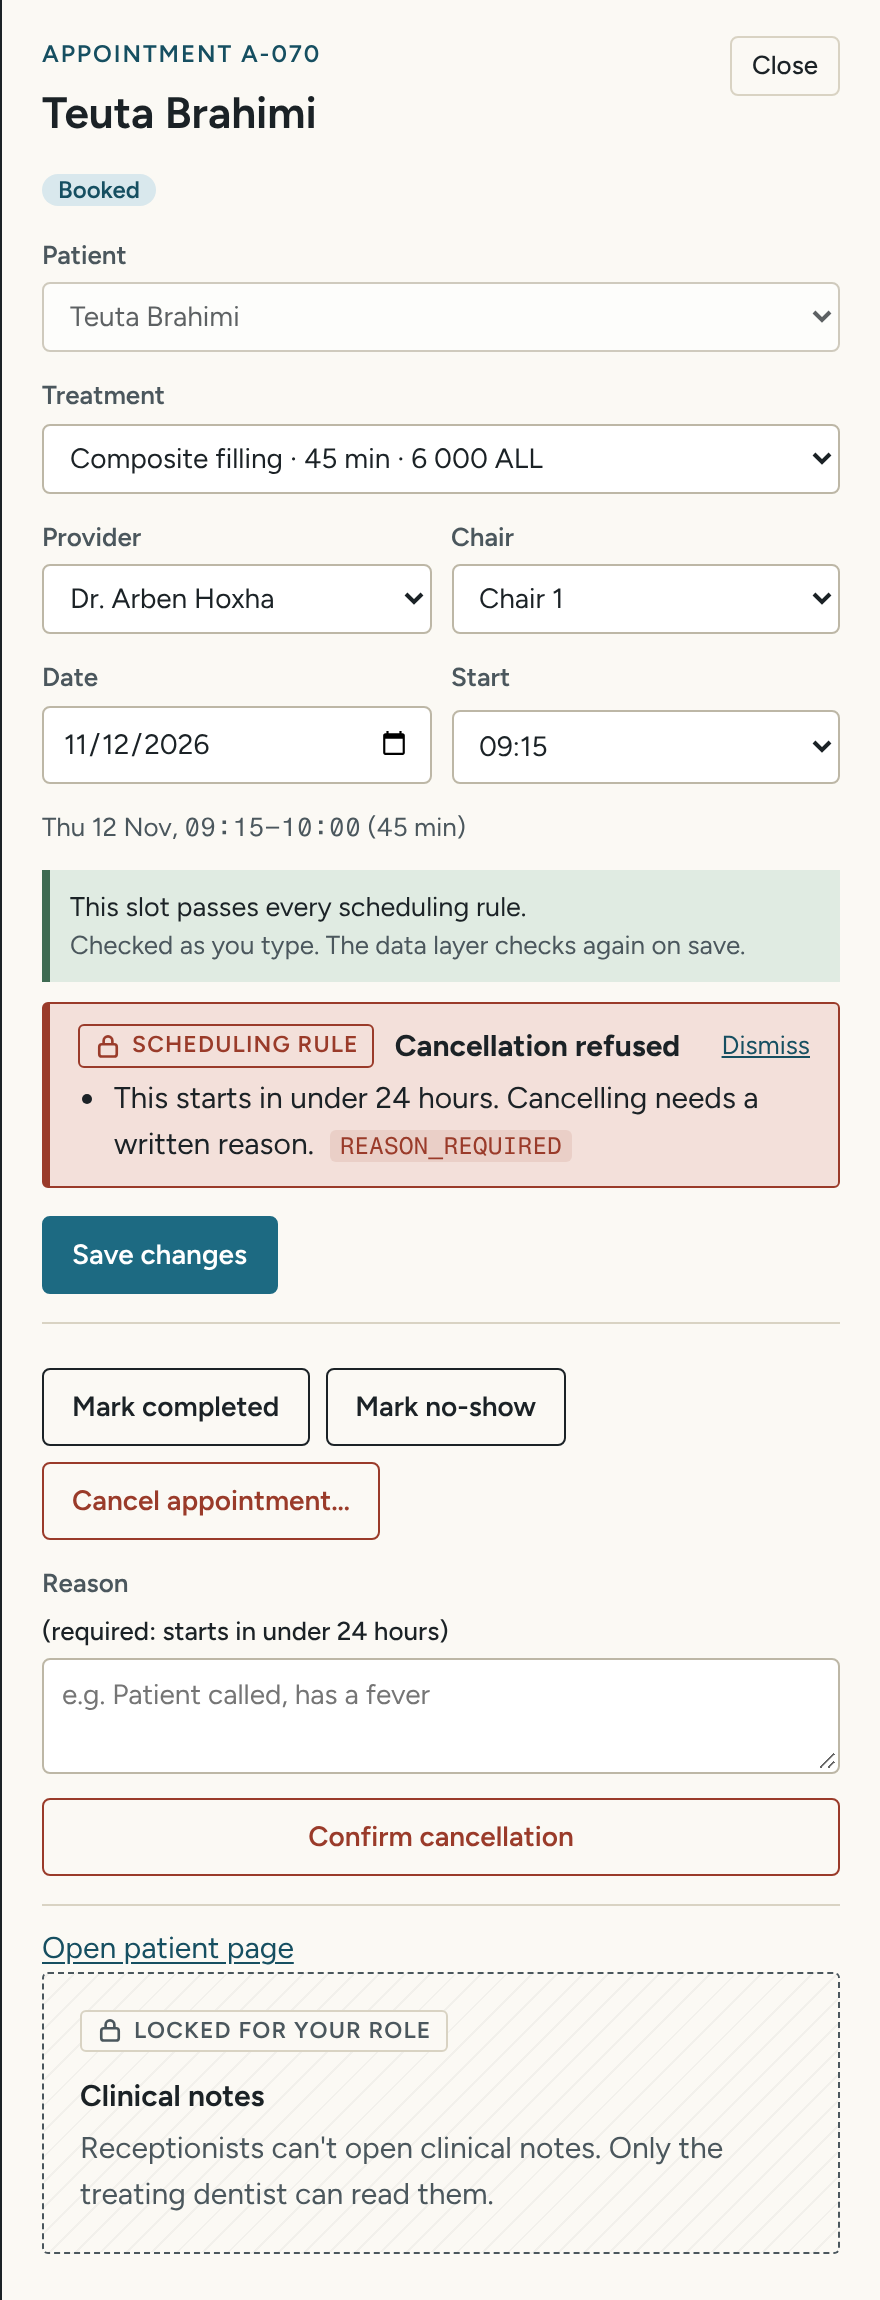 APPOINTMENT A-070
Close
Teuta Brahimi
Booked
Patient
Teuta Brahimi
Treatment
Composite filling · 45 min · 6 000 ALL
Provider
Chair
Dr. Arben Hoxha
Chair 1
Date
Start
11/12/2026
09:15
Thu 12 Nov, 09:15–10:00 (45 min)
This slot passes every scheduling rule.
Checked as you type. The data layer checks again on save.
SCHEDULING RULE
Cancellation refused
Dismiss
This starts in under 24 hours. Cancelling needs a
written reason. REASON_REQUIRED
Save changes
Mark completed
Mark no-show
Cancel appointment...
Reason
(required: starts in under 24 hours)
e.g. Patient called, has a fever
Confirm cancellation
Open patient page
LOCKED FOR YOUR ROLE
Clinical notes
Receptionists can't open clinical notes. Only the
treating dentist can read them.